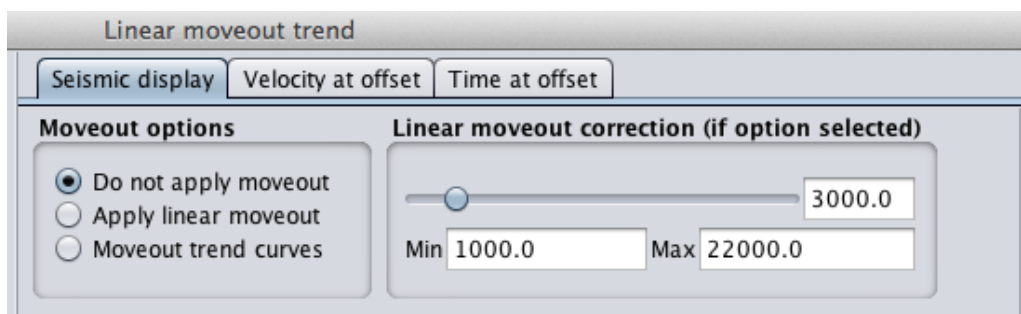 Linear moveout trend
Seismic display Velocity at offset Time at offset
Moveout options Linear moveout correction (if option selected)
Do not apply moveout
3000.0
Apply linear moveout
Moveout trend curves Min 1000.0 Max 22000.0